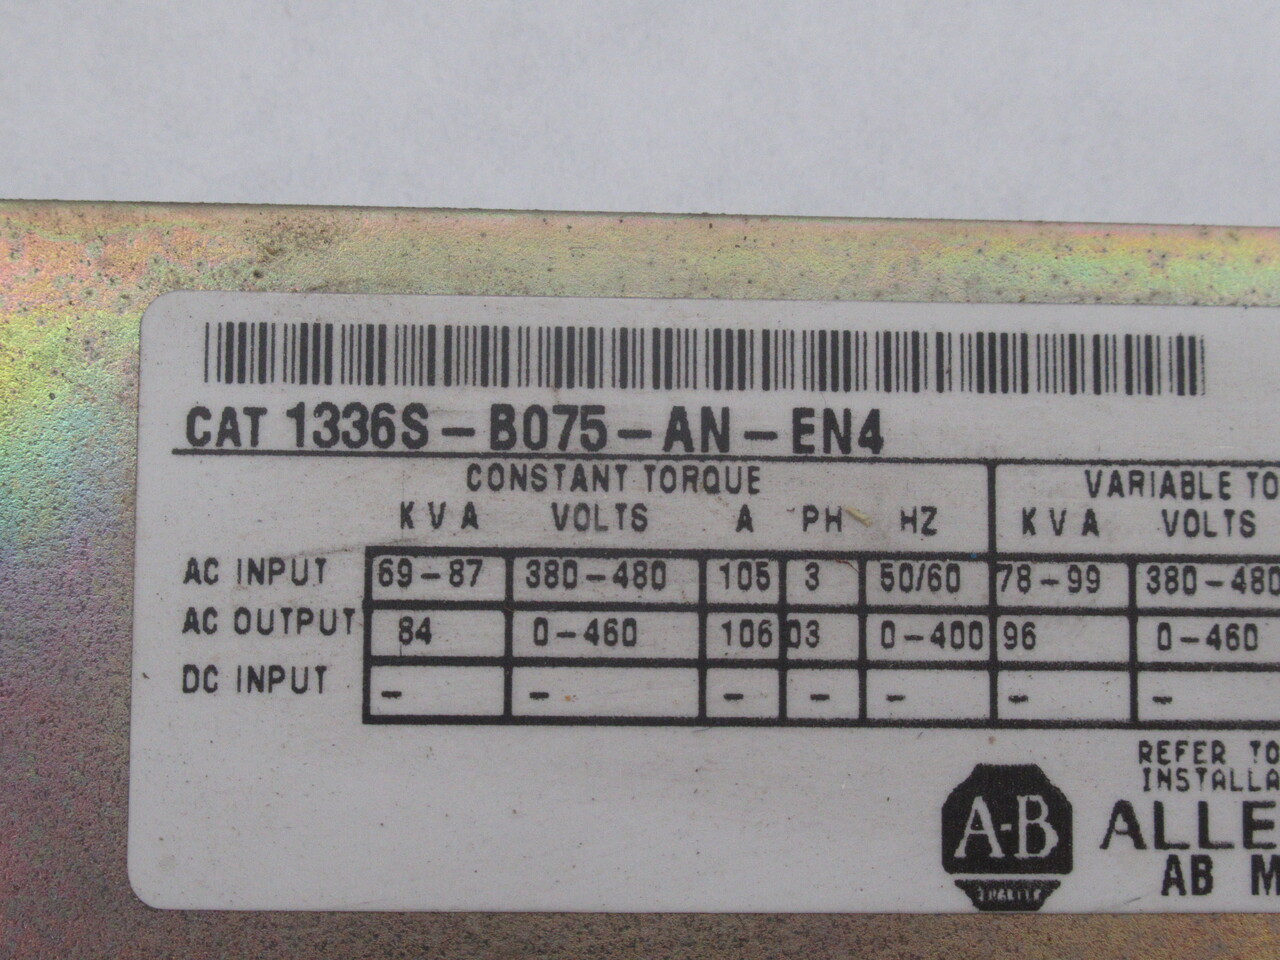 CAT 1336S-B075-AN-EN4
CONSTANT TORQUE VARIABLE TO
KVA VOLTS A PH HZ KVA VOLTS
AC INPUT 69-87 380-480 105 3 50/60 78-99 380-480
AC OUTPUT 84 0-460 106 03 0-400 96 0-460
DC INPUT - - - - - - -
REFER TO
INSTALLA
A-B ALLE
AB M
QUALITY